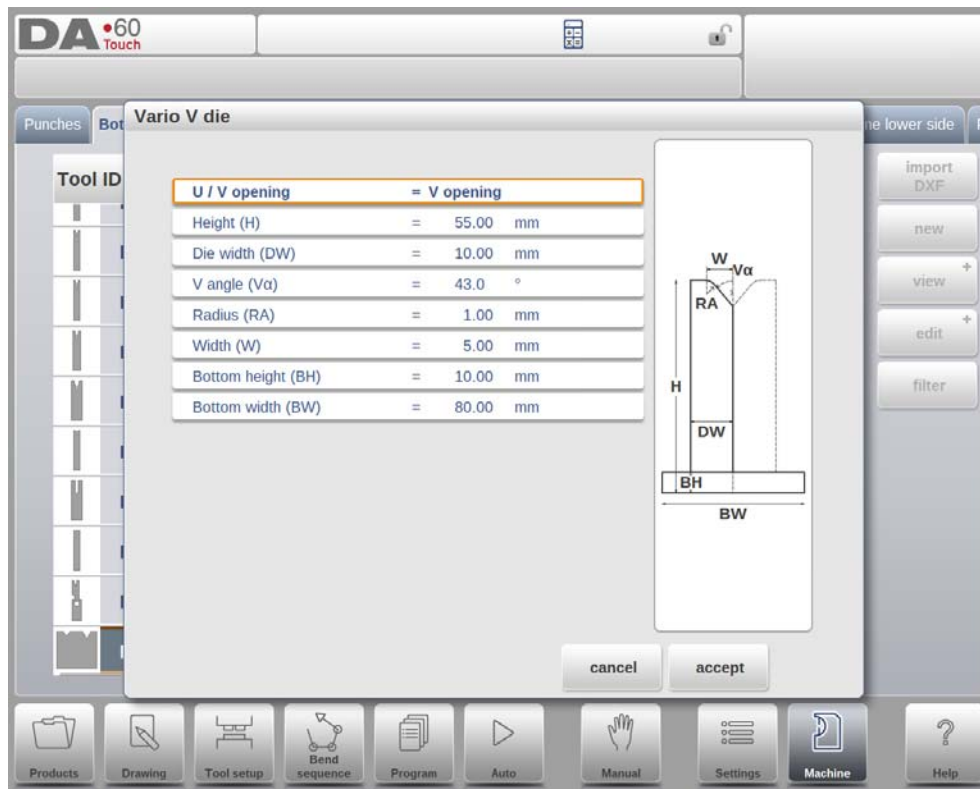 DA•60
Touch
Punches
Bot
ne lower side
Vario V die
Tool ID
U / V opening = V opening
Height (H) = 55.00 mm
Die width (DW) = 10.00 mm
V angle (Vα) = 43.0 °
Radius (RA) = 1.00 mm
Width (W) = 5.00 mm
Bottom height (BH) = 10.00 mm
Bottom width (BW) = 80.00 mm
W
Vα
RA
H
DW
BH
BW
import
DXF
new
view +
edit +
filter
cancel
accept
Products
Drawing
Tool setup
Bend
sequence
Program
Auto
Manual
Settings
Machine
? 
Help